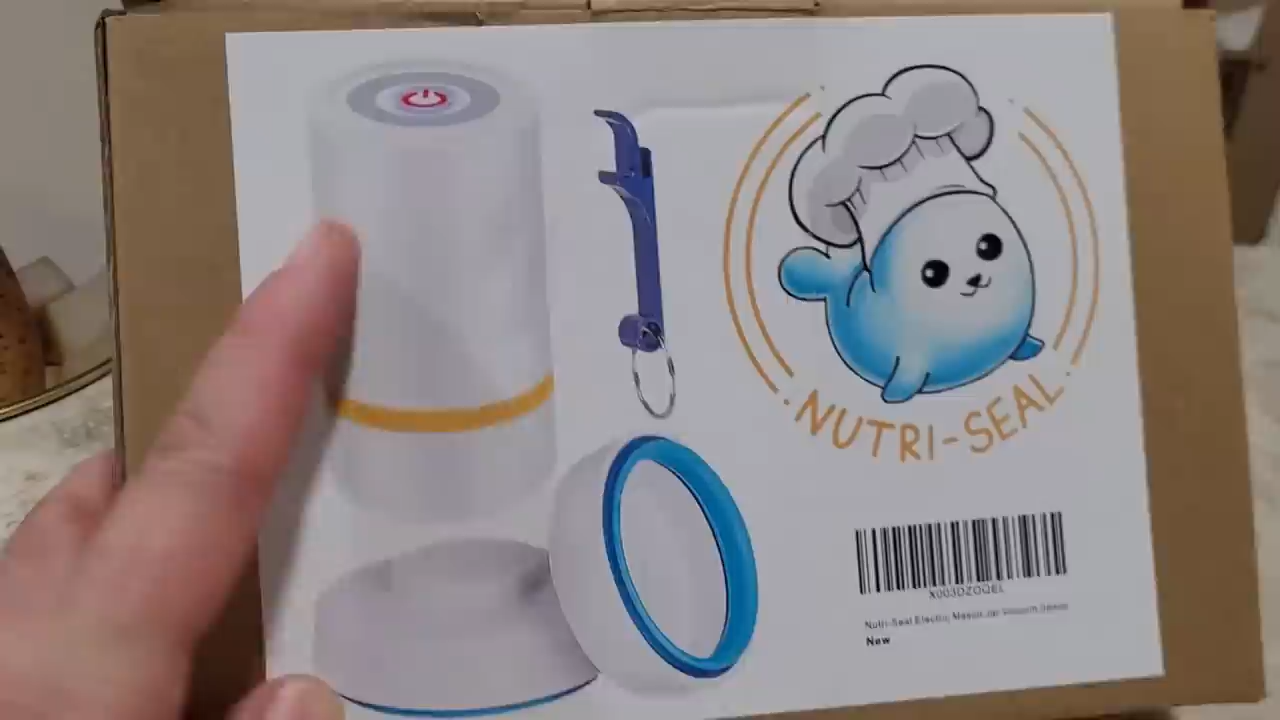 NUTRI-SEAL
X003DZOQEL
Nutri-Seal Electric Mason Jar Vacuum Sealer
New